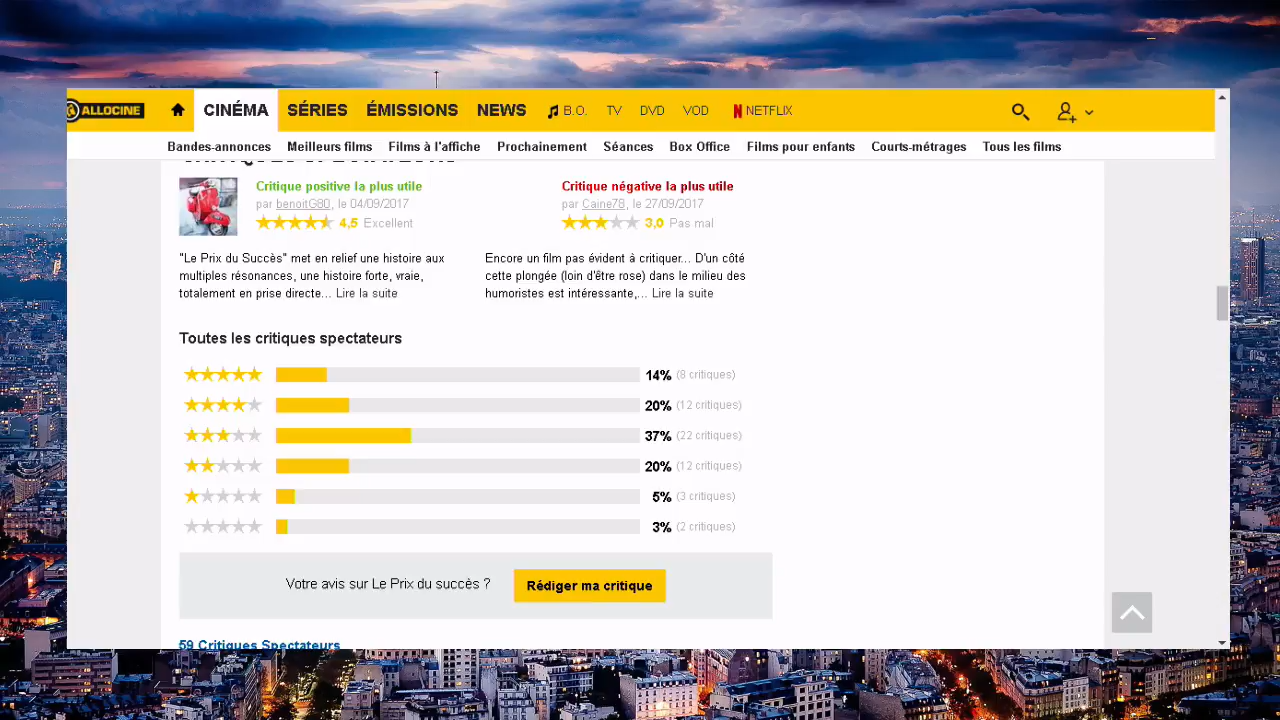 ALLOCINE CINÉMA SÉRIES ÉMISSIONS NEWS B.O. TV DVD VOD NETFLIX
Bandes-annonces Meilleurs films Films à l'affiche Prochainement Séances Box Office Films pour enfants Courts-métrages Tous les films
Critique positive la plus utile
par benoitG80, le 04/09/2017
4,5 Excellent
"Le Prix du Succès" met en relief une histoire aux
multiples résonances, une histoire forte, vraie,
totalement en prise directe... Lire la suite
Critique négative la plus utile
par Caine78, le 27/09/2017
3,0 Pas mal
Encore un film pas évident à critiquer... D'un côté
cette plongée (loin d'être rose) dans le milieu des
humoristes est intéressante,... Lire la suite
Toutes les critiques spectateurs
14% (8 critiques)
20% (12 critiques)
37% (22 critiques)
20% (12 critiques)
5% (3 critiques)
3% (2 critiques)
Votre avis sur Le Prix du succès ? Rédiger ma critique
59 Critiques Spectateurs